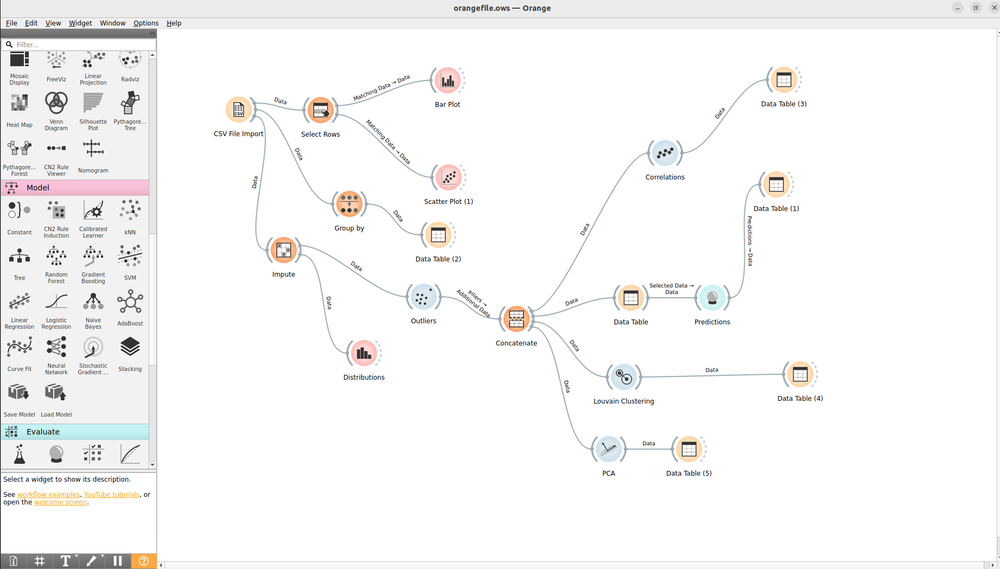 orangefile.ows — Orange
File Edit View Widget Window Options Help
Filter...
Mosaic
Display
FreeViz
Linear
Projection
Radviz
Heat Map
Venn
Diagram
Silhouette
Plot
Pythagore...
Tree
Pythagore...
Forest
CN2 Rule
Viewer
Nomogram
Model
Constant
CN2 Rule
Induction
Calibrated
Learner
kNN
Tree
Random
Forest
Gradient
Boosting
SVM
Linear
Regression
Logistic
Regression
Naive
Bayes
AdaBoost
Curve Fit
Neural
Network
Stochastic
Gradient ...
Stacking
Save Model
Load Model
Evaluate
Select a widget to show its description.
See workflow examples, YouTube tutorials, or
open the welcome screen.
CSV
CSV File Import
Data
Select Rows
Matching Data → Data
Bar Plot
Matching Data → Data
Scatter Plot (1)
Data
Group by
Data
Data Table (2)
Data
Impute
Data
Outliers
Data
Distributions
Inliers →
Additional Data
Concatenate
Data
Correlations
Data
Data Table (3)
Data
Data Table
Selected Data →
Data
Predictions
Predictions → Data
Data Table (1)
Data
Louvain Clustering
Data
Data Table (4)
Data
PCA
Data
Data Table (5)